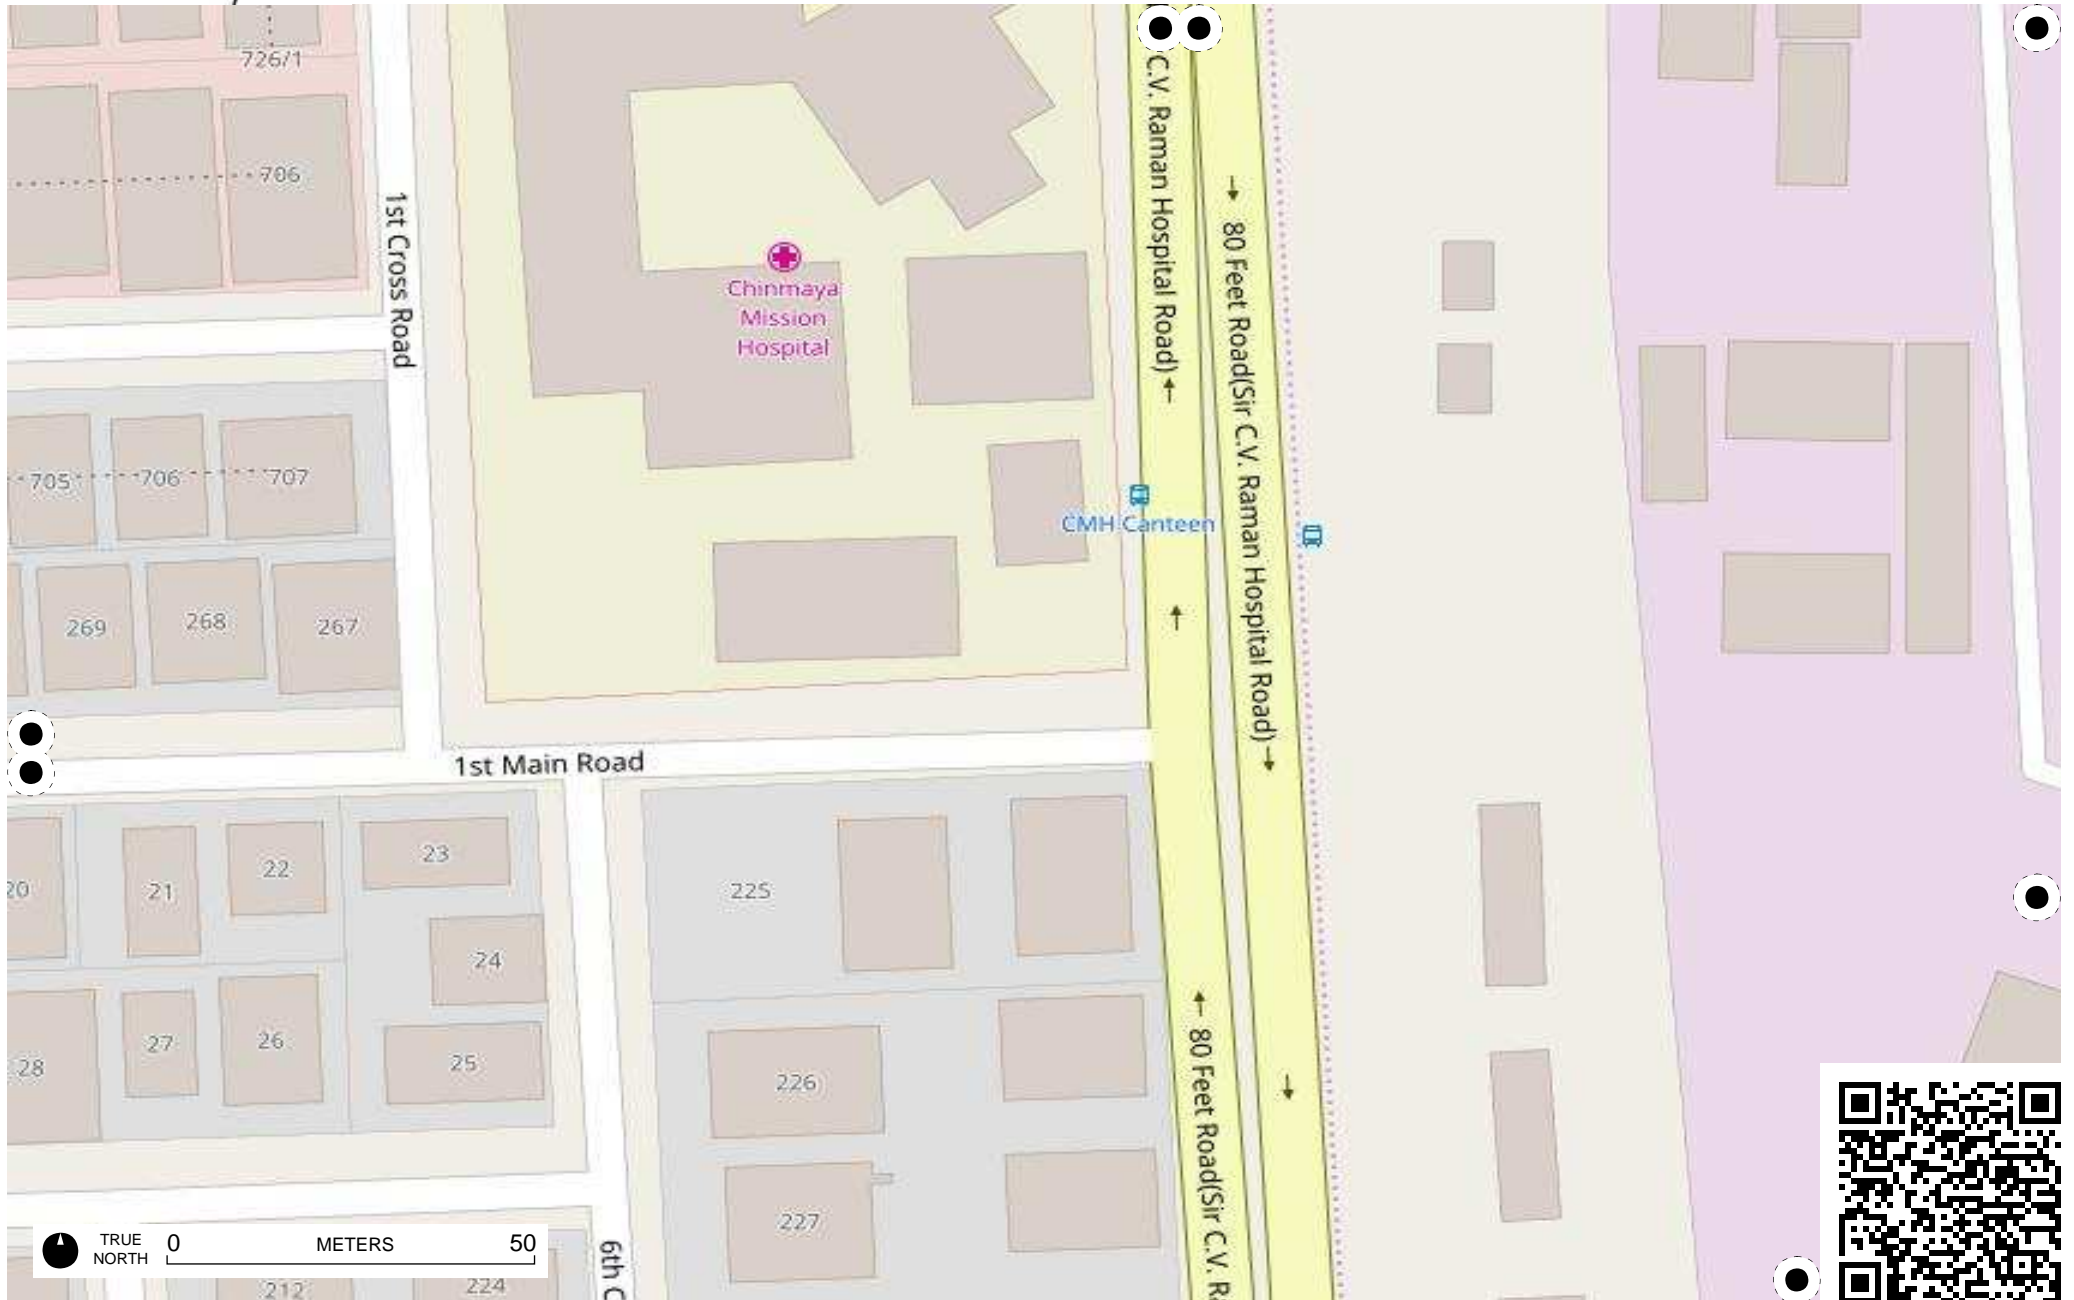 726/1
706
1st Cross Road
Chinmaya
Mission
Hospital
C.V. Raman Hospital Road)
80 Feet Road(Sir C.V. Raman Hospital Road)
705
706
707
CMH Canteen
269
268
267
1st Main Road
20
21
22
23
24
225
28
27
26
25
226
227
80 Feet Road(Sir C.V.
6th
TRUE
NORTH
0
METERS
50
212
224